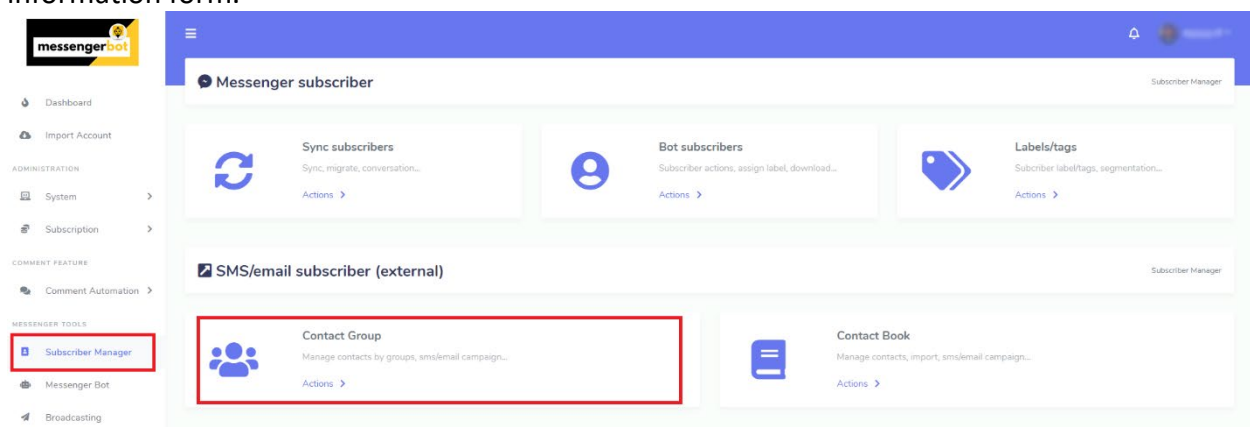 information form.
messengerbot
Dashboard
Import Account
ADMINISTRATION
System
Subscription
COMMENT FEATURE
Comment Automation
MESSENGER TOOLS
Subscriber Manager
Messenger Bot
Broadcasting
Messenger subscriber
Subscriber Manager
Sync subscribers
Sync, migrate, conversation...
Actions >
Bot subscribers
Subscriber actions, assign label, download...
Actions >
Labels/tags
Subcriber label/tags, segmentation...
Actions >
SMS/email subscriber (external)
Subscriber Manager
Contact Group
Manage contacts by groups, sms/email campaign...
Actions >
Contact Book
Manage contacts, import, sms/email campaign...
Actions >